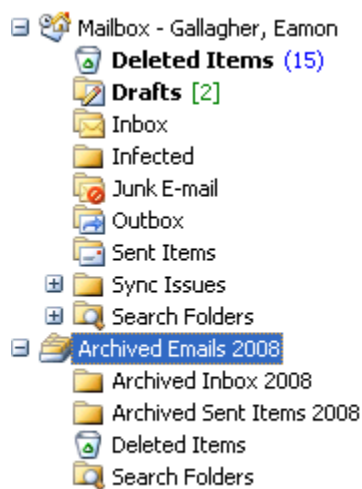 Mailbox - Gallagher, Eamon
Deleted Items (15)
Drafts [2]
Inbox
Infected
Junk E-mail
Outbox
Sent Items
Sync Issues
Search Folders
Archived Emails 2008
Archived Inbox 2008
Archived Sent Items 2008
Deleted Items
Search Folders